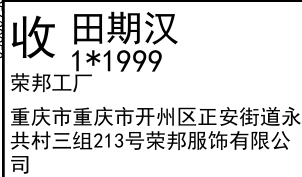 收 田期汉
1*1999
荣邦工厂
重庆市重庆市开州区正安街道永
共村三组213号荣邦服饰有限公
司